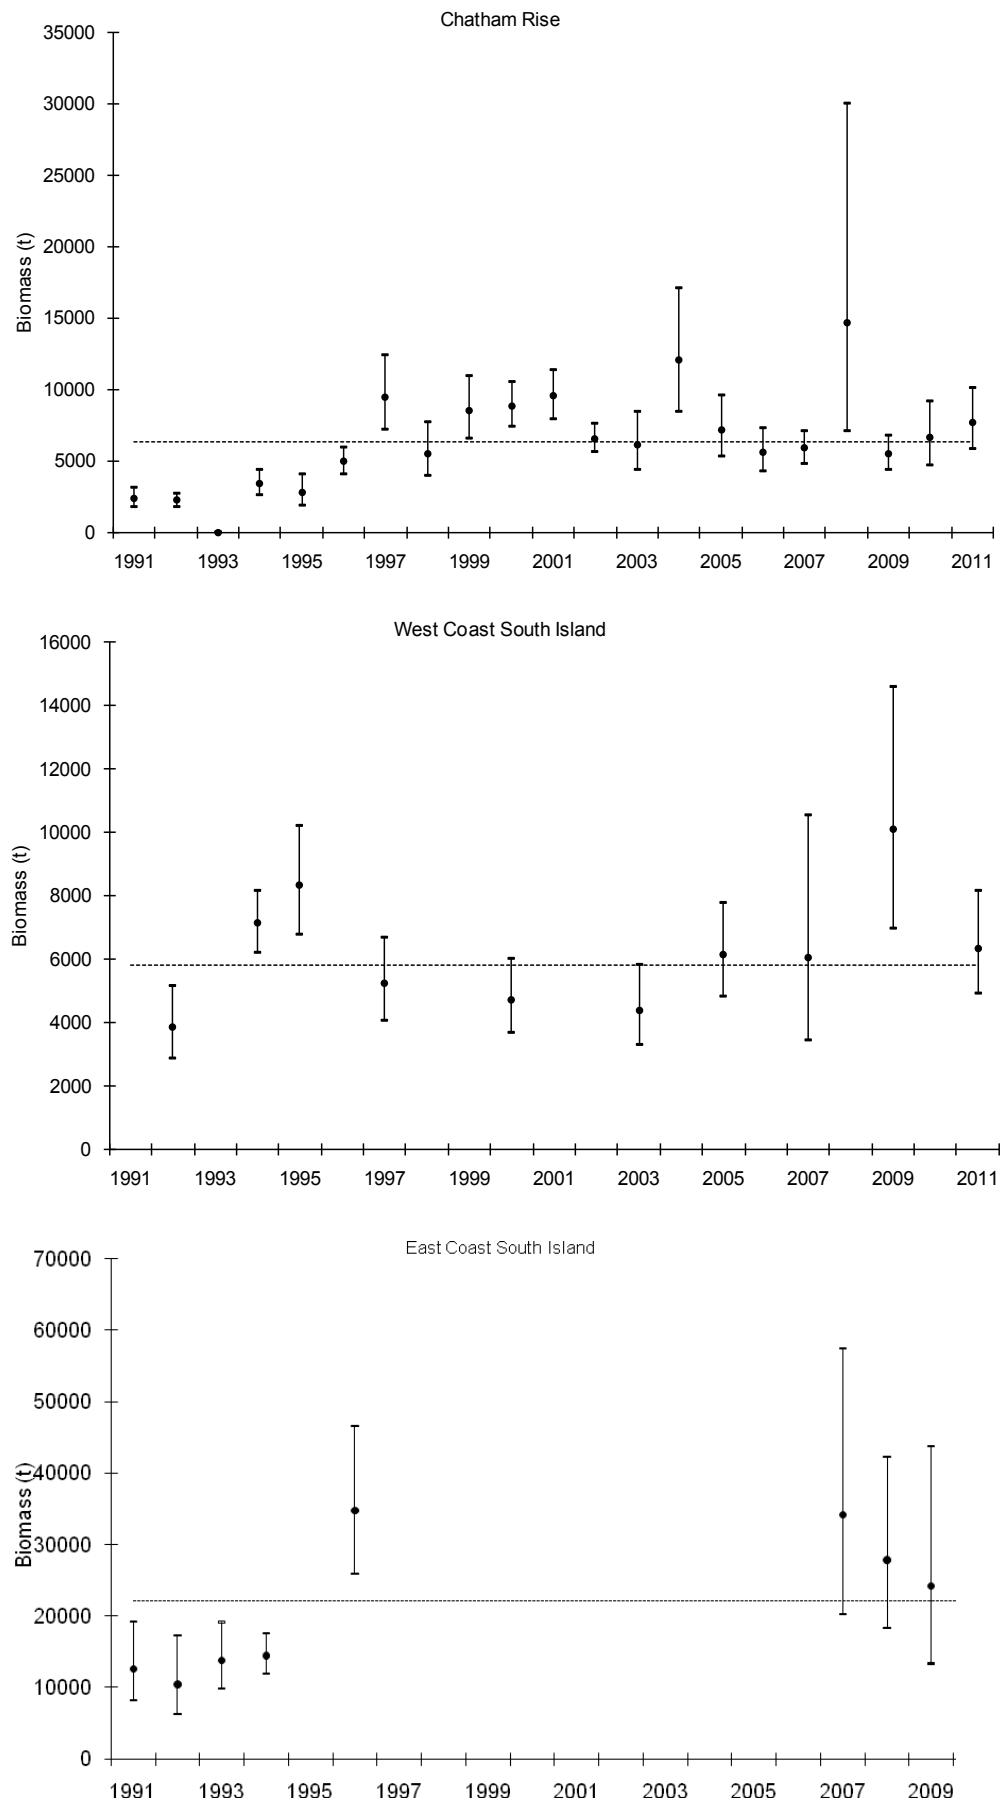 Chatham Rise
35000
30000
25000
20000
15000
10000
5000
0
Biomass (t)
1991 1993 1995 1997 1999 2001 2003 2005 2007 2009 2011
West Coast South Island
16000
14000
12000
10000
8000
6000
4000
2000
0
Biomass (t)
1991 1993 1995 1997 1999 2001 2003 2005 2007 2009 2011
East Coast South Island
70000
60000
50000
40000
30000
20000
10000
0
Biomass (t)
1991 1993 1995 1997 1999 2001 2003 2005 2007 2009